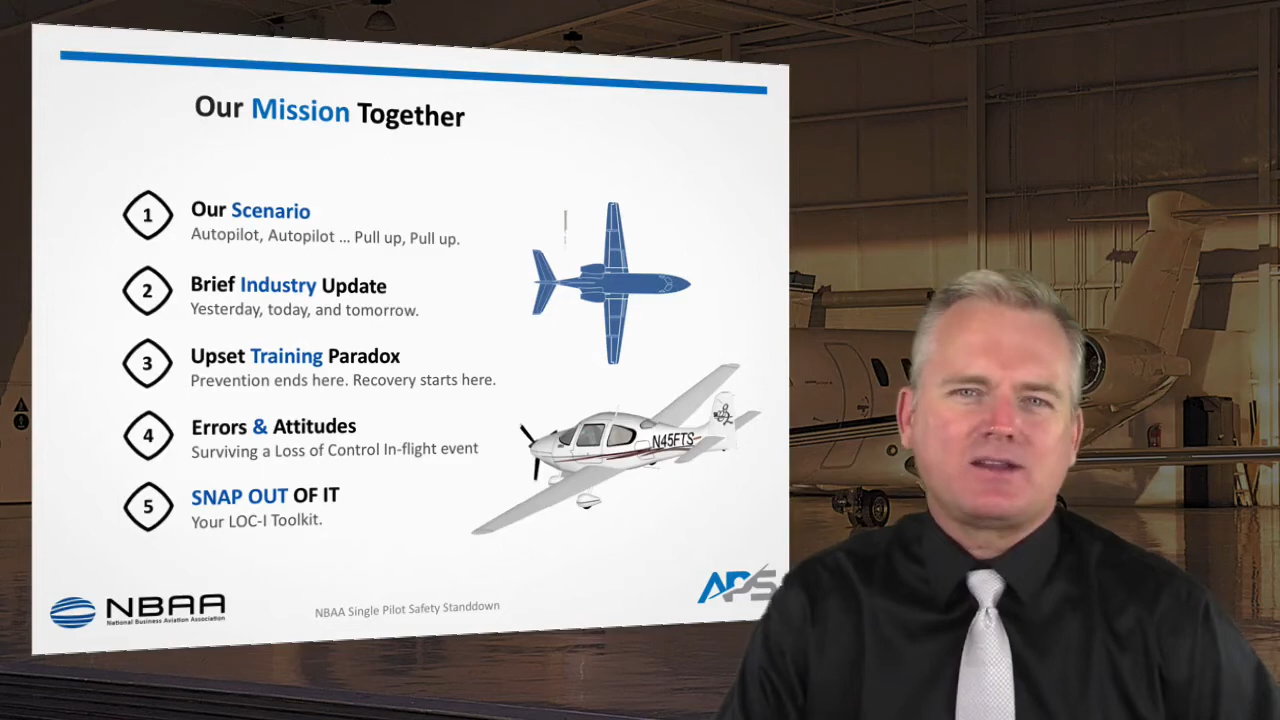 Our Mission Together
1
Our Scenario
Autopilot, Autopilot ... Pull up, Pull up.
2
Brief Industry Update
Yesterday, today, and tomorrow.
3
Upset Training Paradox
Prevention ends here. Recovery starts here.
4
Errors & Attitudes
Surviving a Loss of Control In-flight event
5
SNAP OUT OF IT
Your LOC-I Toolkit.
N45FTS
NBAA
National Business Aviation Association
NBAA Single Pilot Safety Standdown
APS